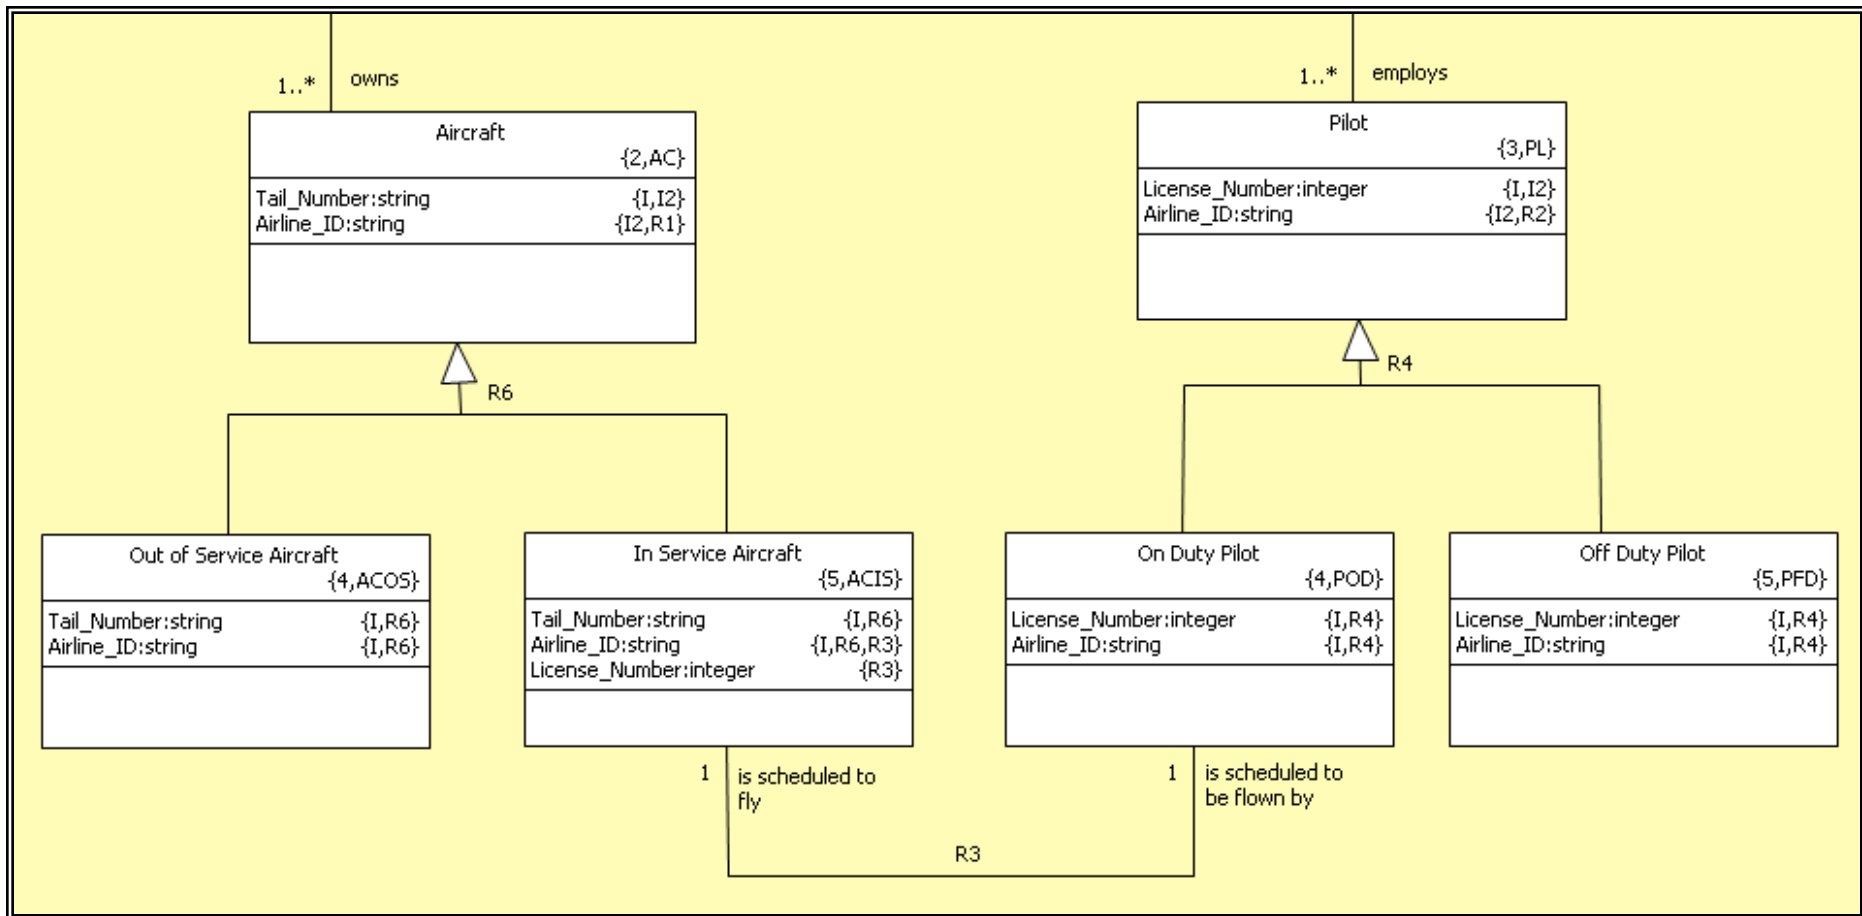 1..* owns
1..* employs
Aircraft
{2,AC}
Tail_Number:string {I,I2}
Airline_ID:string {I2,R1}
Pilot
{3,PL}
License_Number:integer {I,I2}
Airline_ID:string {I2,R2}
R6
R4
Out of Service Aircraft
{4,ACOS}
Tail_Number:string {I,R6}
Airline_ID:string {I,R6}
In Service Aircraft
{5,ACIS}
Tail_Number:string {I,R6}
Airline_ID:string {I,R6,R3}
License_Number:integer {R3}
On Duty Pilot
{4,POD}
License_Number:integer {I,R4}
Airline_ID:string {I,R4}
Off Duty Pilot
{5,PFD}
License_Number:integer {I,R4}
Airline_ID:string {I,R4}
1 is scheduled to
fly
1 is scheduled to
be flown by
R3